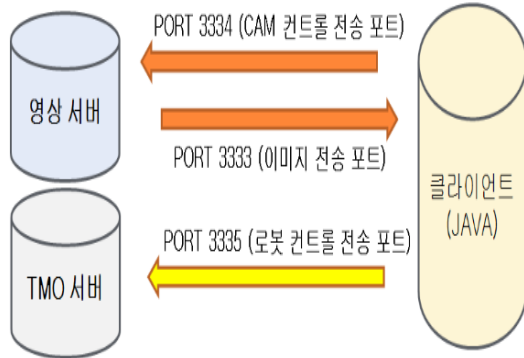 PORT 3334 (CAM 컨트롤 전송 포트)
영상 서버
PORT 3333 (이미지 전송 포트)
클라이언트
(JAVA)
PORT 3335 (로봇 컨트롤 전송 포트)
TMO 서버